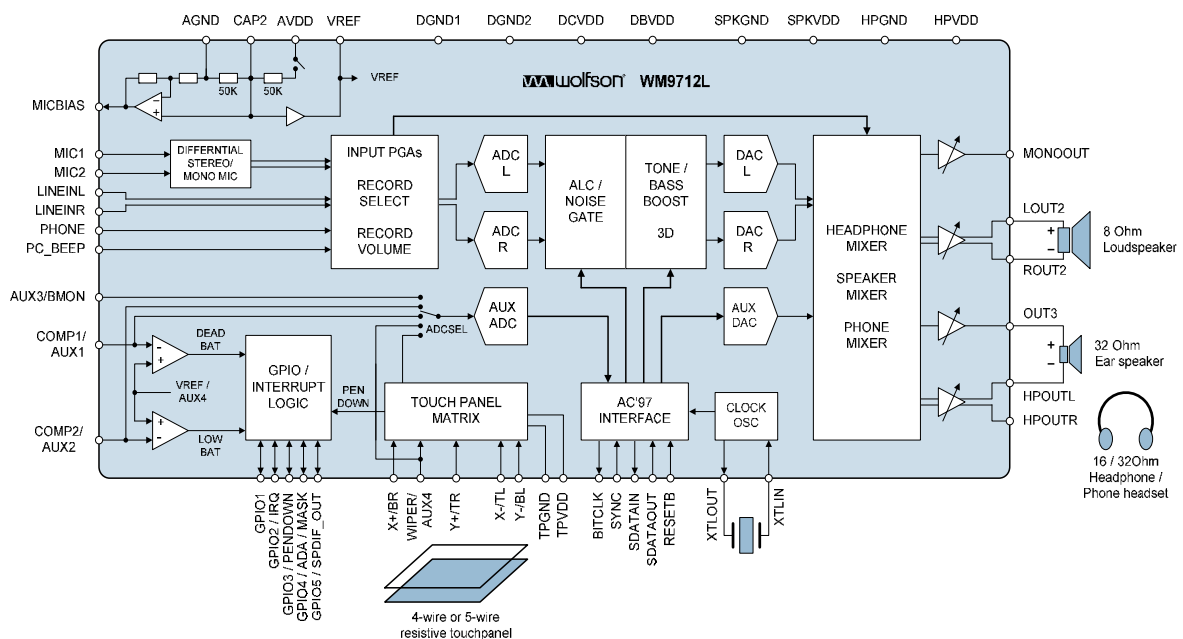 AGND CAP2 AVDD VREF DGND1 DGND2 DCVDD DBVDD SPKGND SPKVDD HPGND HPVDD
wolfson® WM9712L
VREF
50K 50K
MICBIAS
MIC1
MIC2
LINEINL
LINEINR
PHONE
PC_BEEP
AUX3/BMON
COMP1/
AUX1
COMP2/
AUX2
DIFFERNTIAL
STEREO/
MONO MIC
INPUT PGAs
RECORD
SELECT
RECORD
VOLUME
ADC
L
ADC
R
ALC /
NOISE
GATE
TONE /
BASS
BOOST
3D
DAC
L
DAC
R
HEADPHONE
MIXER
SPEAKER
MIXER
PHONE
MIXER
MONOOUT
LOUT2
+
–
ROUT2
8 Ohm
Loudspeaker
OUT3
+
–
32 Ohm
Ear speaker
HPOUTL
HPOUTR
16 / 32Ohm
Headphone /
Phone headset
ADCSEL
AUX
ADC
AUX
DAC
DEAD
BAT
VREF /
AUX4
LOW
BAT
- +
- +
+ -
GPIO /
INTERRUPT
LOGIC
PEN
DOWN
TOUCH PANEL
MATRIX
AC'97
INTERFACE
CLOCK
OSC
GPIO1
GPIO2 / IRQ
GPIO3 / PENDOWN
GPIO4 / ADA / MASK
GPIO5 / SPDIF_OUT
X+/BR
WIPER/
AUX4
Y+/TR
X-/TL
Y-/BL
TPGND
TPVDD
BITCLK
SYNC
SDATAIN
SDATAOUT
RESETB
XTLOUT
XTLIN
4-wire or 5-wire
resistive touchpanel